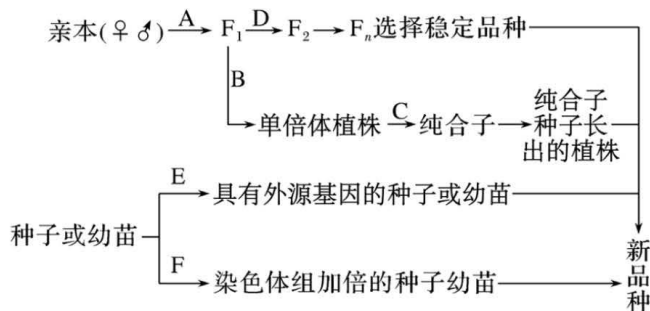 亲本(♀♂) A F₁ D F₂ Fₙ选择稳定品种
B
单倍体植株 C 纯合子 纯合子
种子长
出的植株
E
具有外源基因的种子或幼苗
种子或幼苗
F
染色体组加倍的种子幼苗
新
品
种